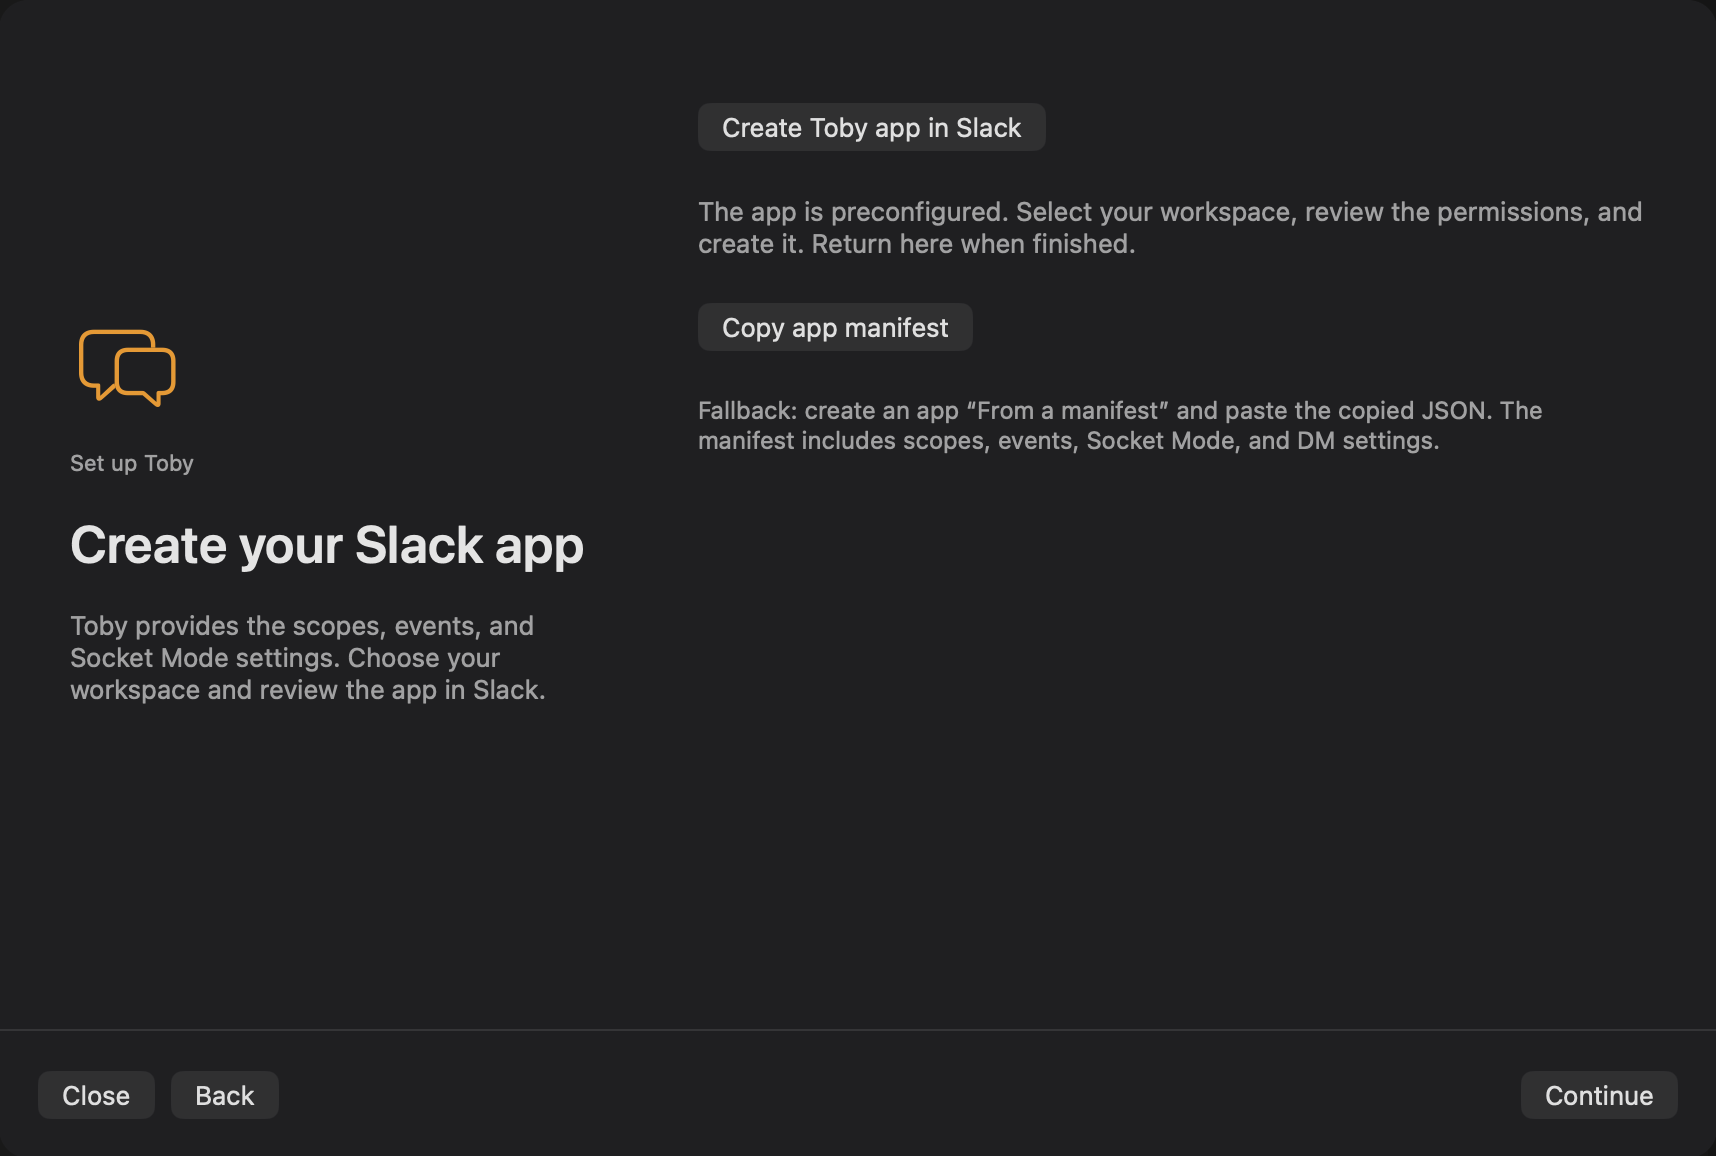 Create Toby app in Slack
The app is preconfigured. Select your workspace, review the permissions, and
create it. Return here when finished.
Copy app manifest
Fallback: create an app “From a manifest” and paste the copied JSON. The
manifest includes scopes, events, Socket Mode, and DM settings.
Set up Toby
Create your Slack app
Toby provides the scopes, events, and
Socket Mode settings. Choose your
workspace and review the app in Slack.
Close
Back
Continue